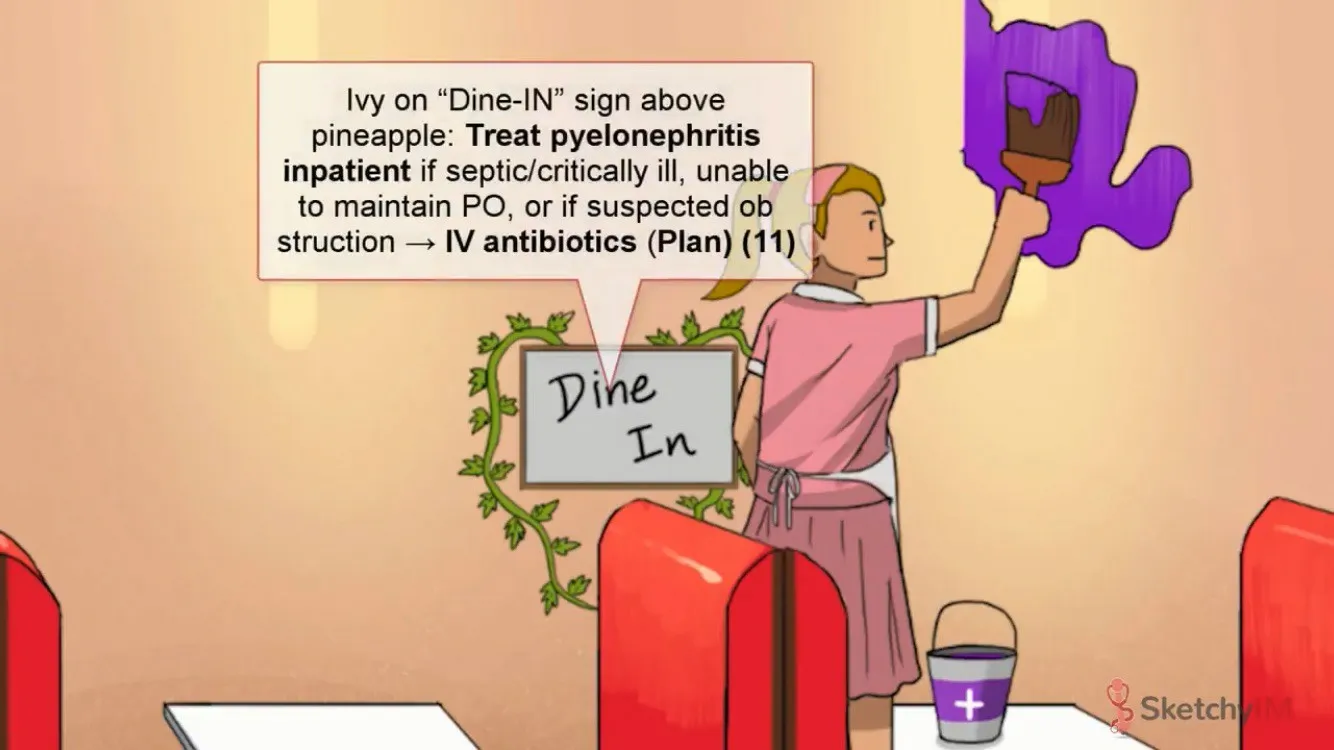 Ivy on “Dine-IN” sign above
pineapple: Treat pyelonephritis
inpatient if septic/critically ill, unable
to maintain PO, or if suspected ob
struction → IV antibiotics (Plan) (11)
Dine
In
+
SketchyIM